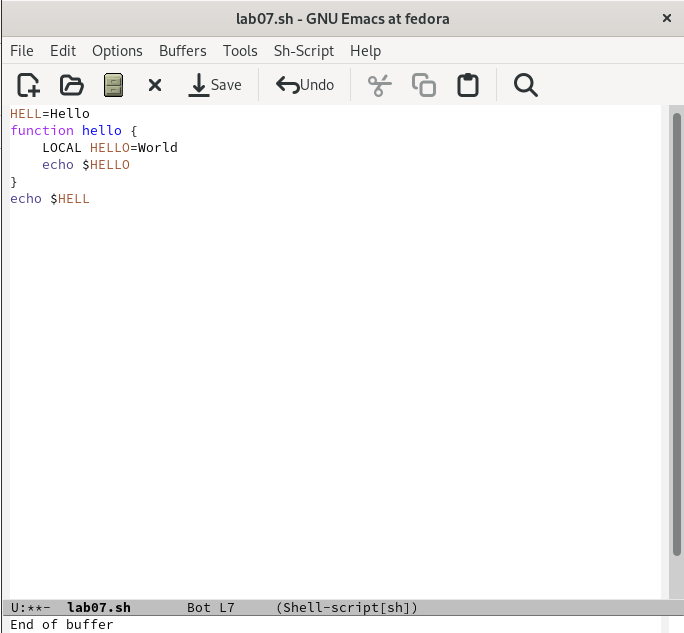 lab07.sh - GNU Emacs at fedora
File Edit Options Buffers Tools Sh-Script Help
Save Undo
HELL=Hello
function hello {
    LOCAL HELLO=World
    echo $HELLO
}
echo $HELL
U:**-  lab07.sh       Bot L7     (Shell-script[sh])
End of buffer